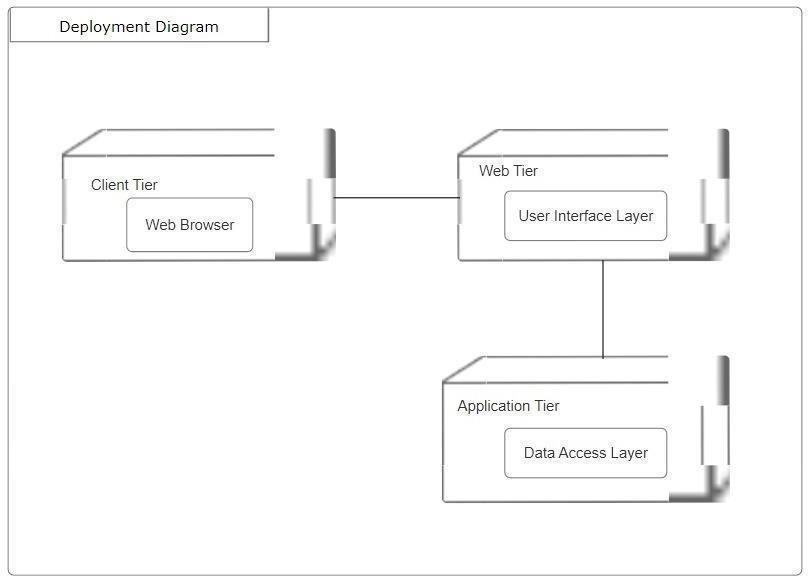 Deployment Diagram
Client Tier
Web Browser
Web Tier
User Interface Layer
Application Tier
Data Access Layer